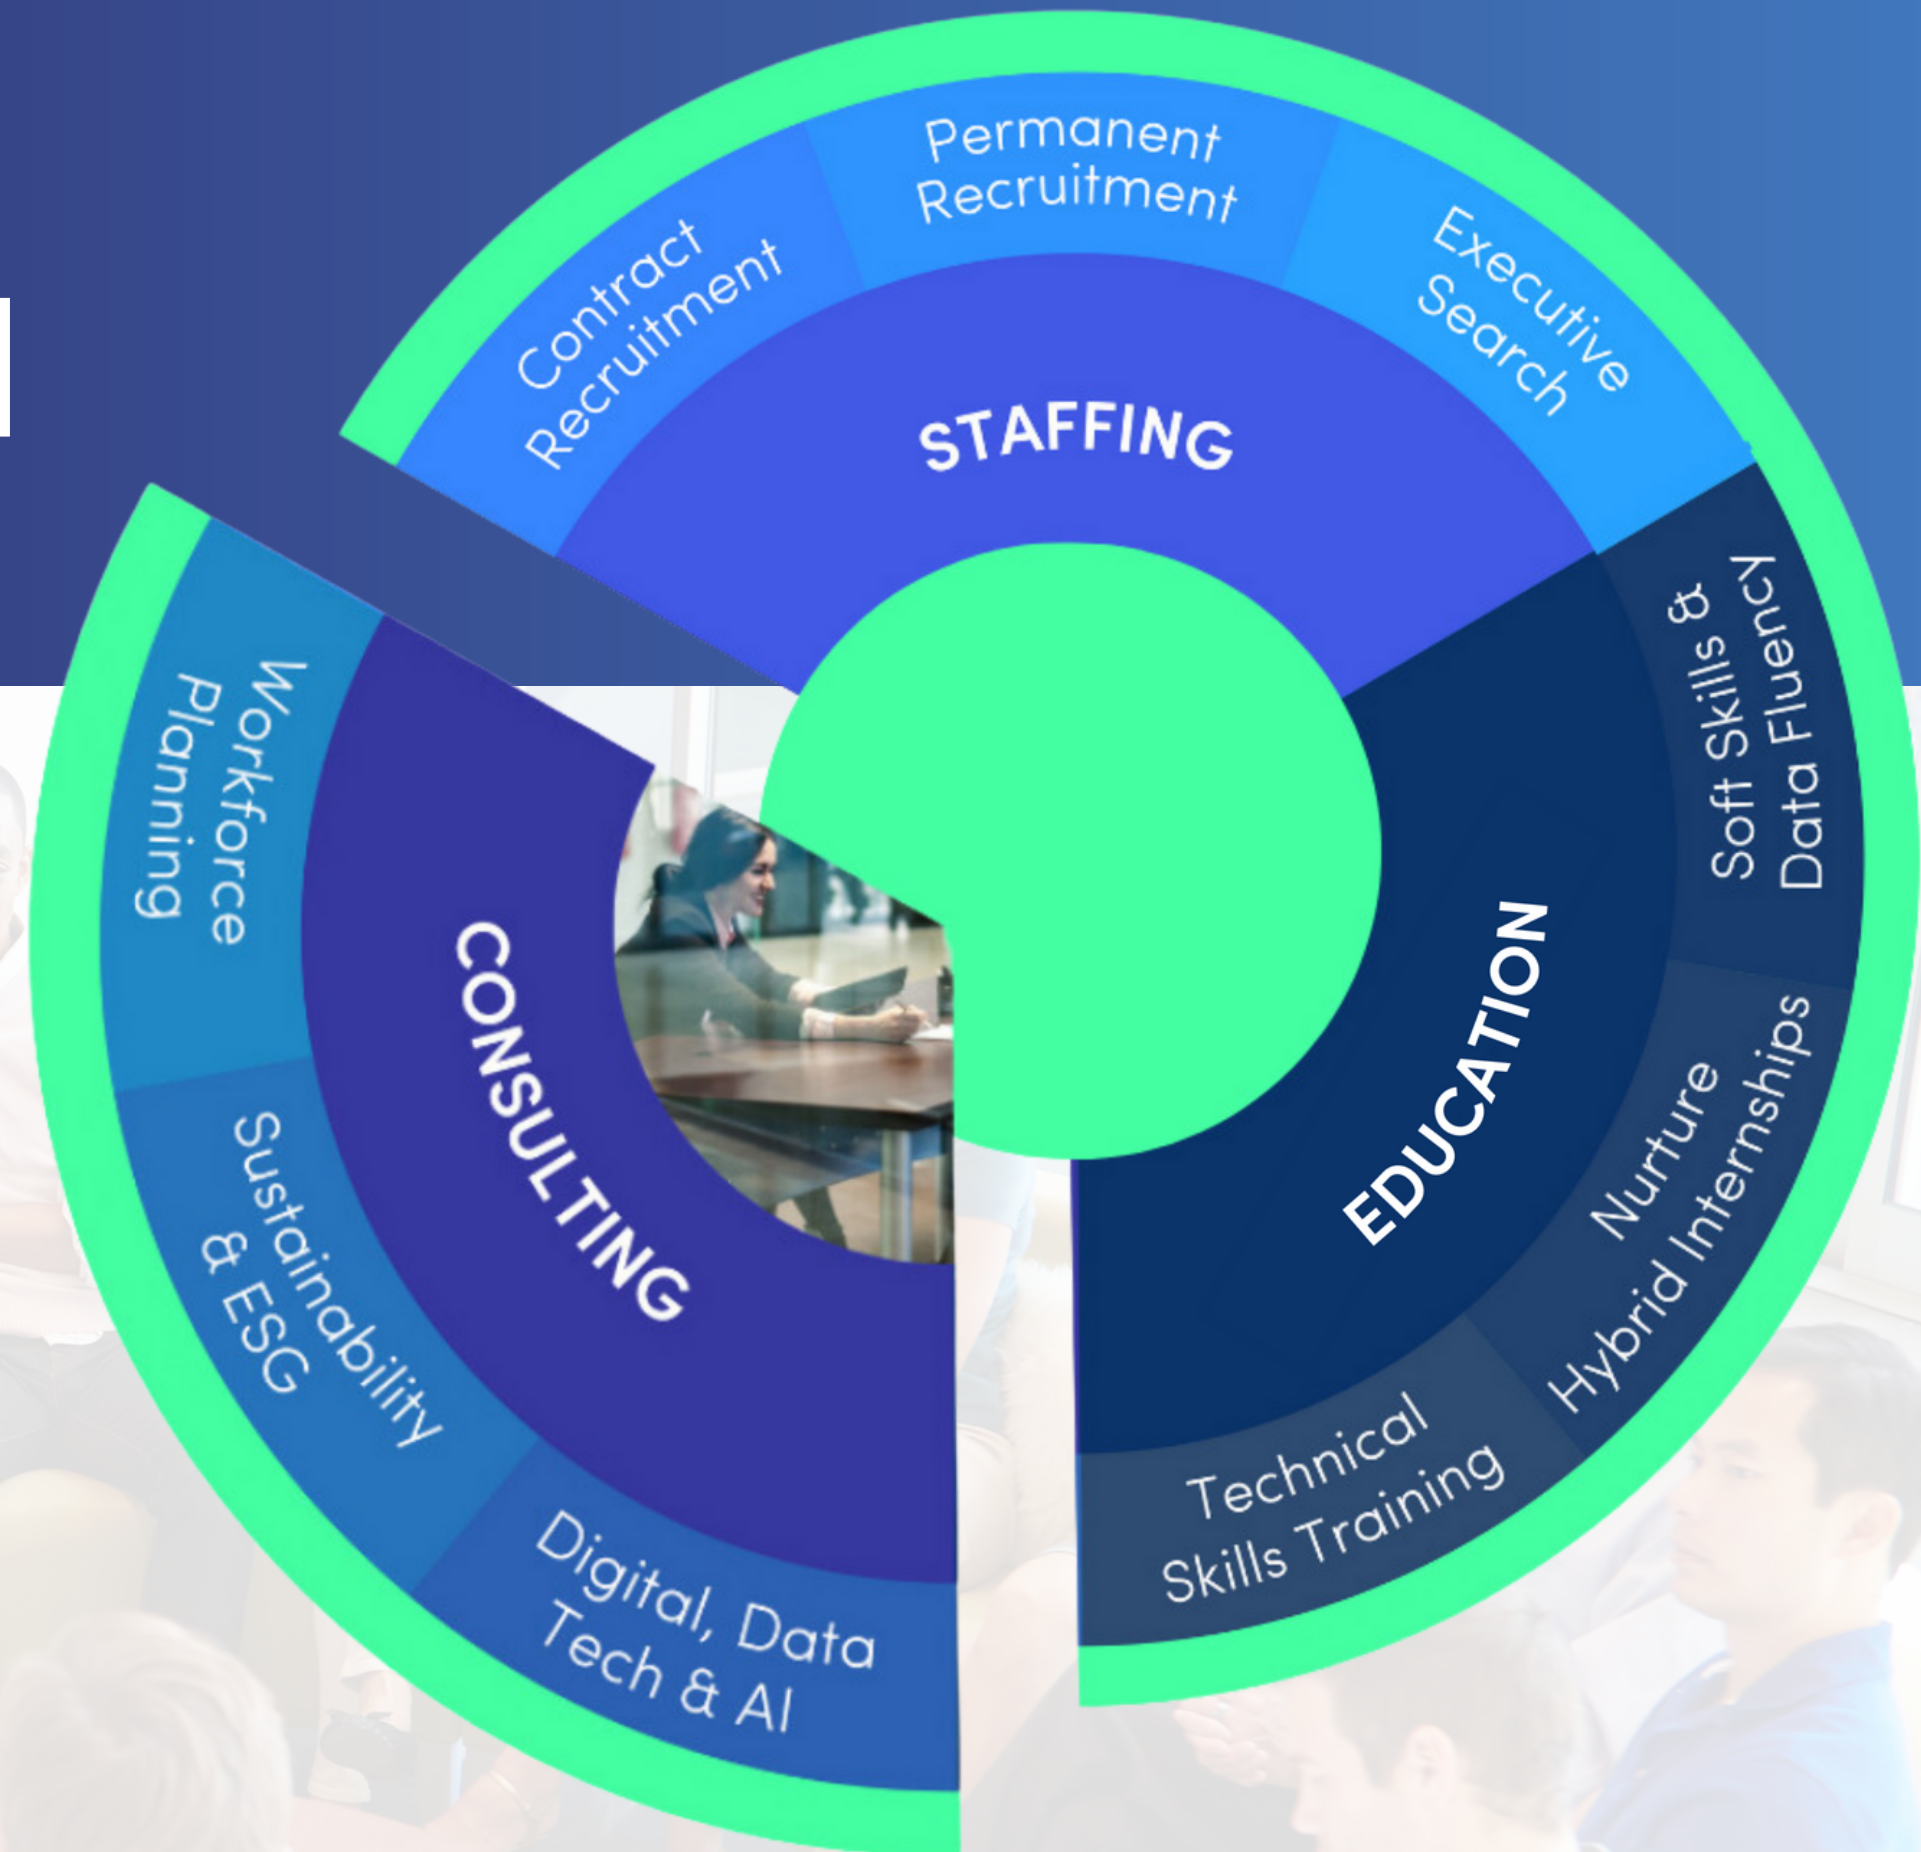 Contract
Recruitment
Permanent
Recruitment
Executive
Search
STAFFING
Soft Skills &
Data Fluency
Nurture
Hybrid Internships
Technical
Skills Training
EDUCATION
Digital, Data
Tech & AI
Sustainability
& ESG
Workforce
Planning
CONSULTING